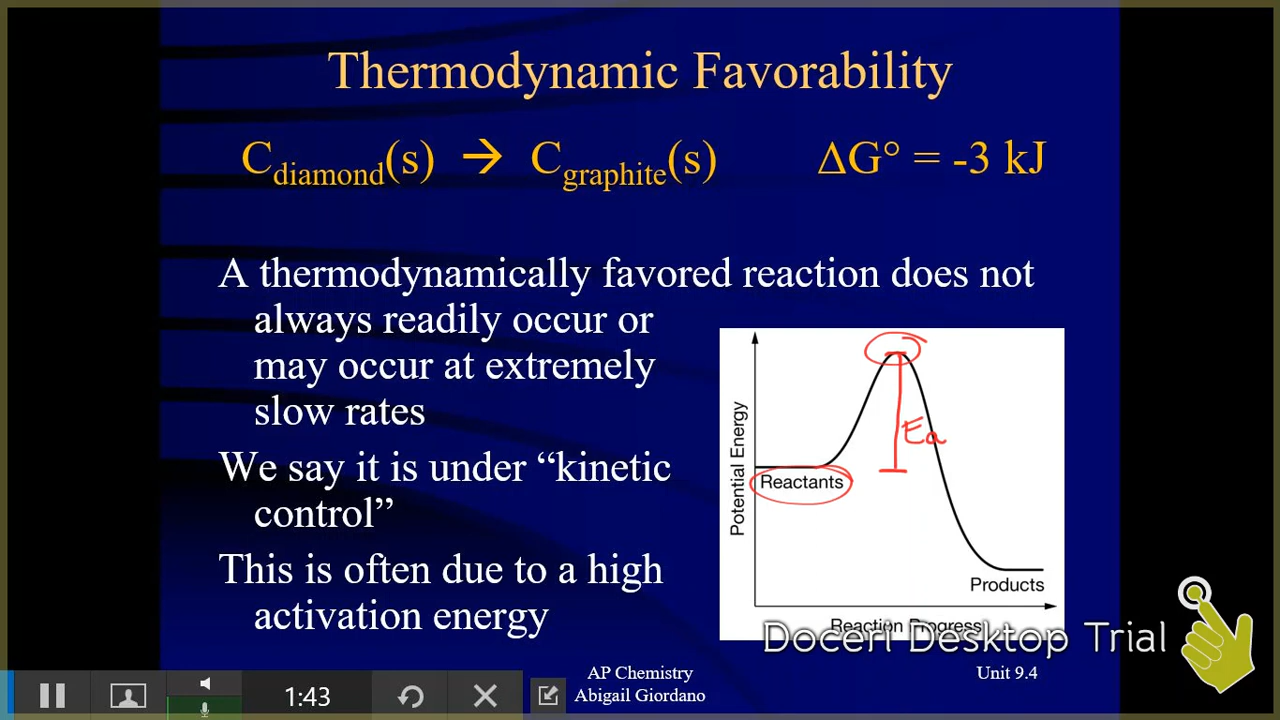 Thermodynamic Favorability
Cdiamond(s) → Cgraphite(s) ΔG° = -3 kJ
A thermodynamically favored reaction does not
always readily occur or
may occur at extremely
slow rates
We say it is under “kinetic
control”
This is often due to a high
activation energy
Potential Energy
Ea
Reactants
Products
Reaction Progress
Doceri Desktop Trial
AP Chemistry
Abigail Giordano
Unit 9.4
1:43